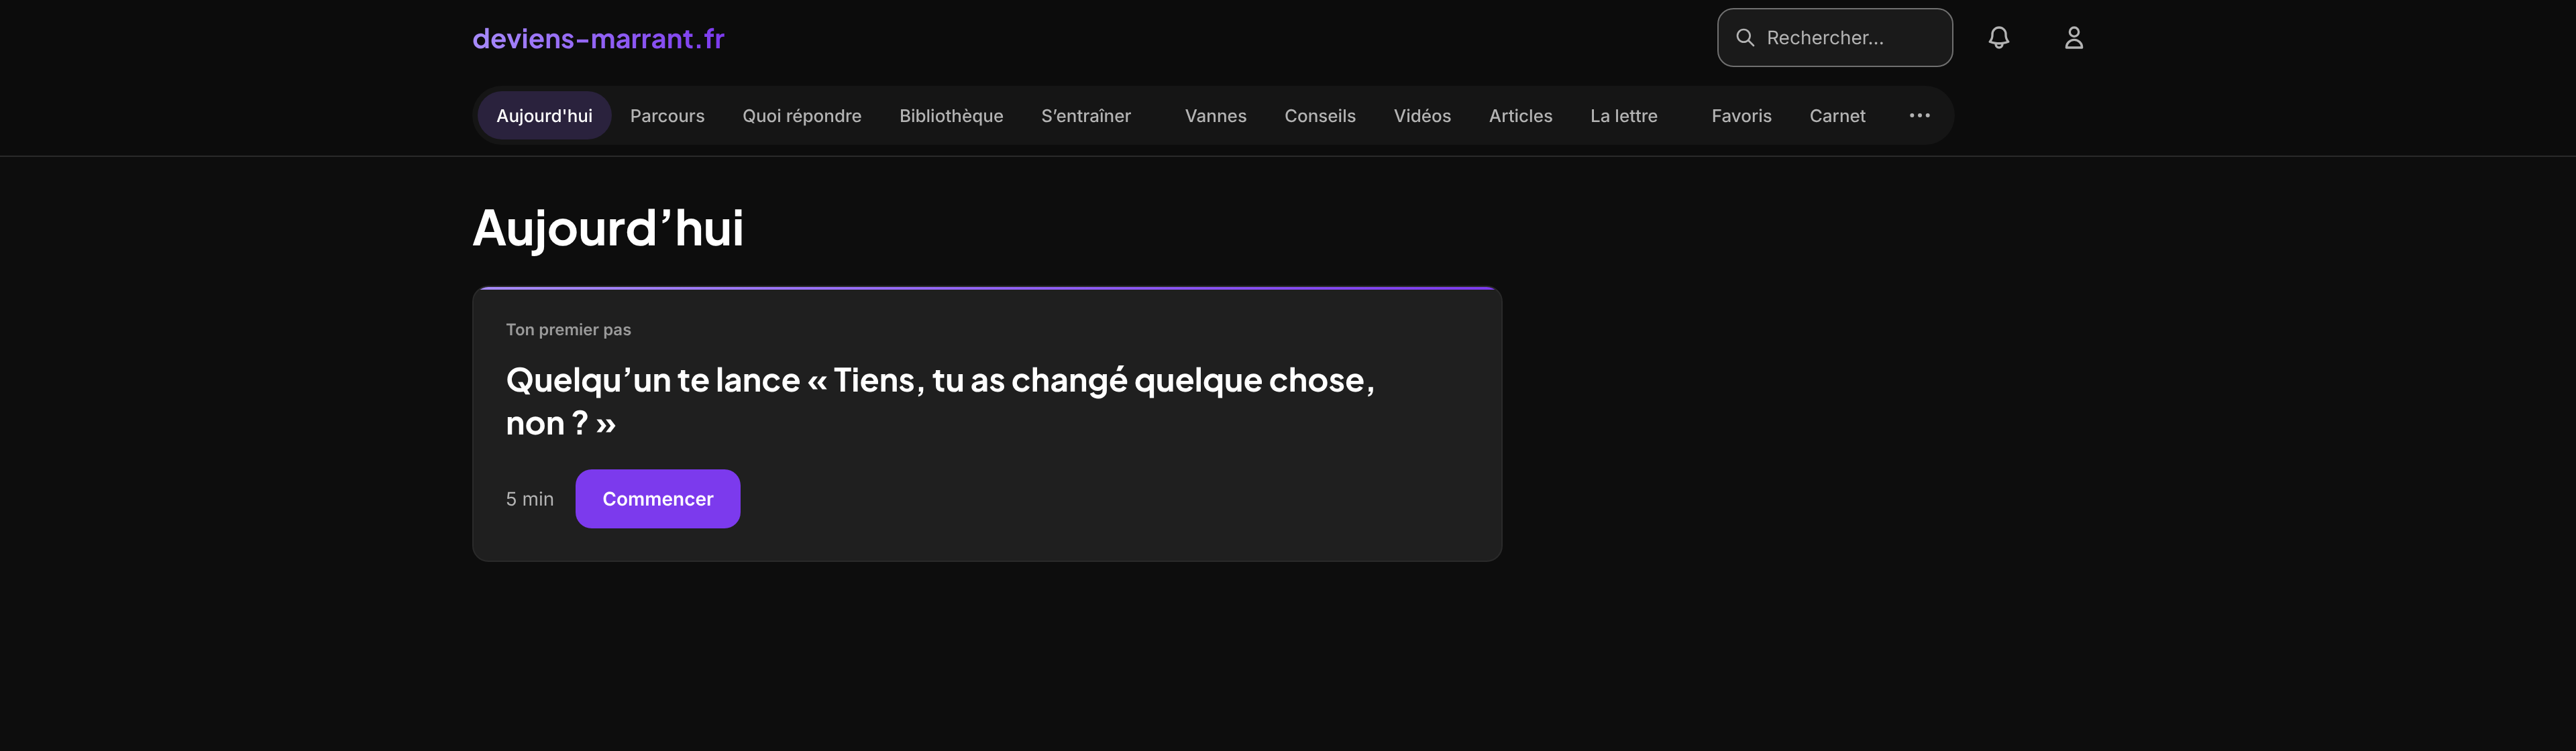 deviens-marrant.fr
Rechercher...
Aujourd'hui Parcours Quoi répondre Bibliothèque S’entraîner Vannes Conseils Vidéos Articles La lettre Favoris Carnet
Aujourd’hui
Ton premier pas
Quelqu’un te lance « Tiens, tu as changé quelque chose,
non ? »
5 min Commencer